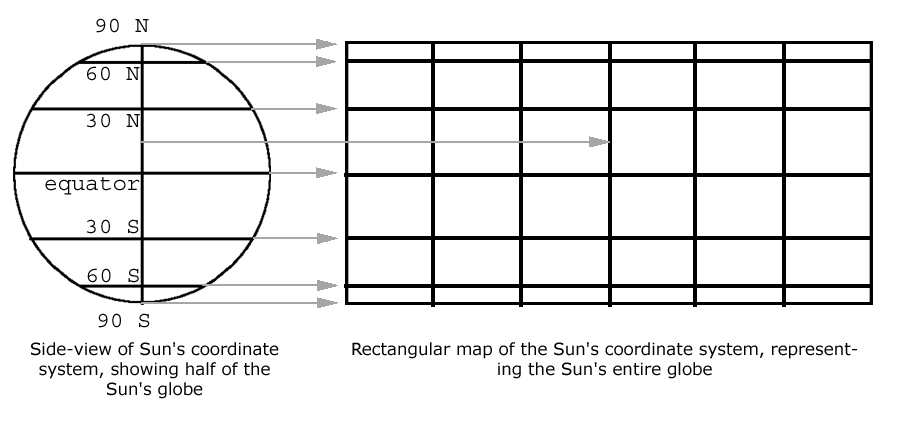 90 N
60 N
30 N
equator
30 S
60 S
90 S
Side-view of Sun's coordinate
system, showing half of the
Sun's globe
Rectangular map of the Sun's coordinate system, represent-
ing the Sun's entire globe